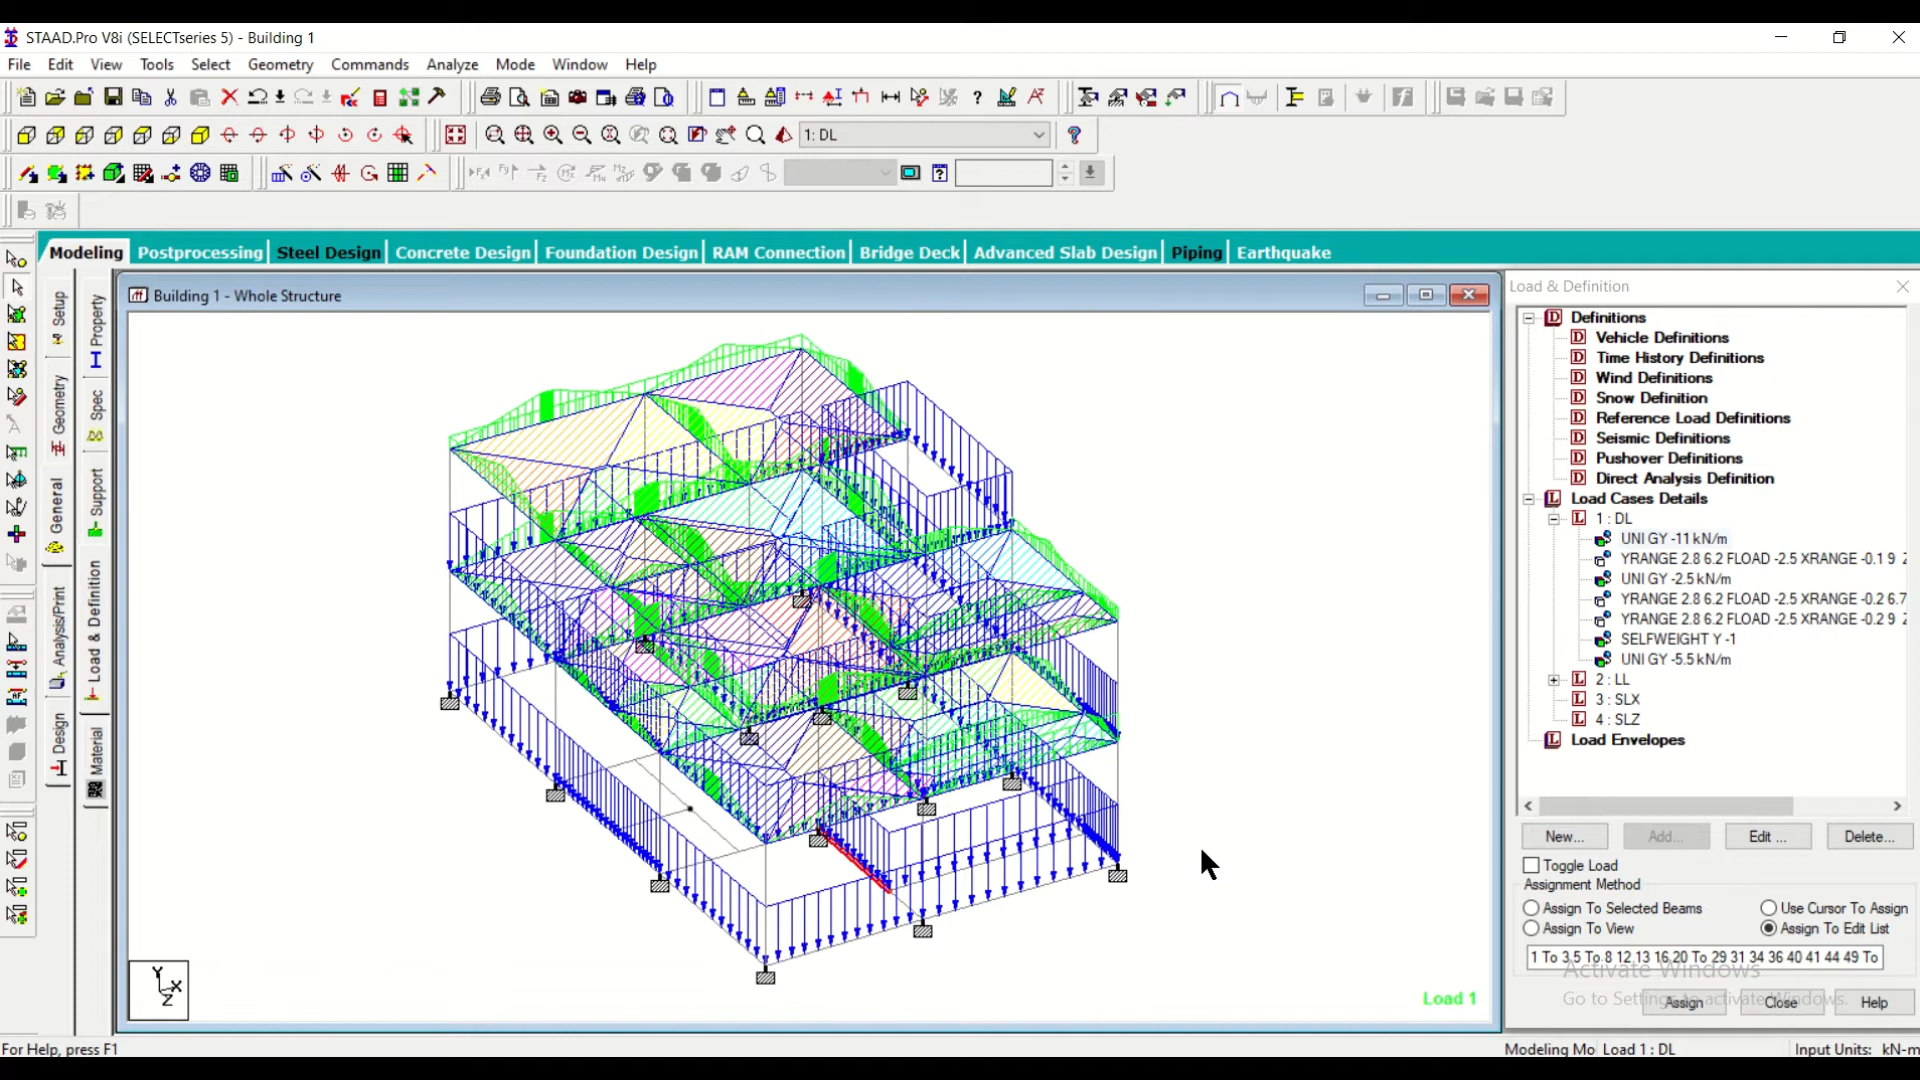 STAAD.Pro V8i (SELECTseries 5) - Building 1
File Edit View Tools Select Geometry Commands Analyze Mode Window Help
1: DL
Modeling Postprocessing Steel Design Concrete Design Foundation Design RAM Connection Bridge Deck Advanced Slab Design Piping Earthquake
Setup
Geometry
General
Analysis/Print
Design
Property
Spec
Support
Load & Definition
Material
Building 1 - Whole Structure
Y
X
Z
Load 1
Load & Definition
Definitions
Vehicle Definitions
Time History Definitions
Wind Definitions
Snow Definition
Reference Load Definitions
Seismic Definitions
Pushover Definitions
Direct Analysis Definition
Load Cases Details
1 : DL
UNI GY -11 kN/m
YRANGE 2.8 6.2 FLOAD -2.5 XRANGE -0.1 9 Z
UNI GY -2.5 kN/m
YRANGE 2.8 6.2 FLOAD -2.5 XRANGE -0.2 6.7
YRANGE 2.8 6.2 FLOAD -2.5 XRANGE -0.2 9 Z
SELFWEIGHT Y -1
UNI GY -5.5 kN/m
2 : LL
3 : SLX
4 : SLZ
Load Envelopes
New... Add... Edit ... Delete...
Toggle Load
Assignment Method
Assign To Selected Beams Use Cursor To Assign
Assign To View Assign To Edit List
1 To 3 5 To 8 12 13 16 20 To 29 31 34 36 40 41 44 49 To
Activate Windows
Go to Settings to activate Windows.
Assign Close Help
For Help, press F1
Modeling Mo Load 1 : DL Input Units: kN-m